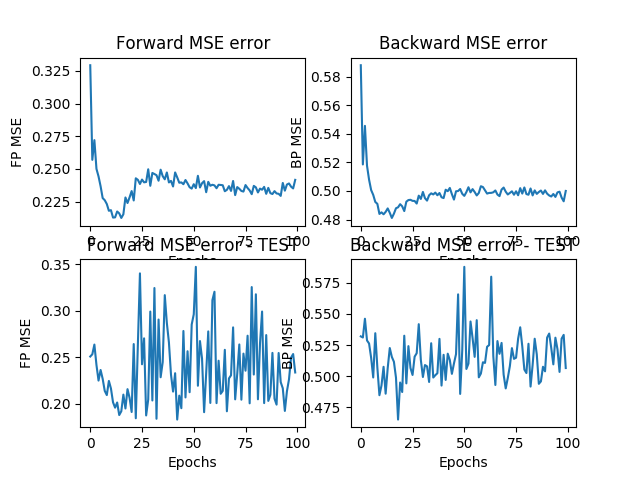 Forward MSE error
Backward MSE error
FP MSE
0.325
0.300
0.275
0.250
0.225
0 25 50 75 100
Epochs
BP MSE
0.58
0.56
0.54
0.52
0.50
0.48
0 25 50 75 100
Epochs
Forward MSE error - TEST
Backward MSE error - TEST
FP MSE
0.35
0.30
0.25
0.20
0 25 50 75 100
Epochs
BP MSE
0.575
0.550
0.525
0.500
0.475
0 25 50 75 100
Epochs